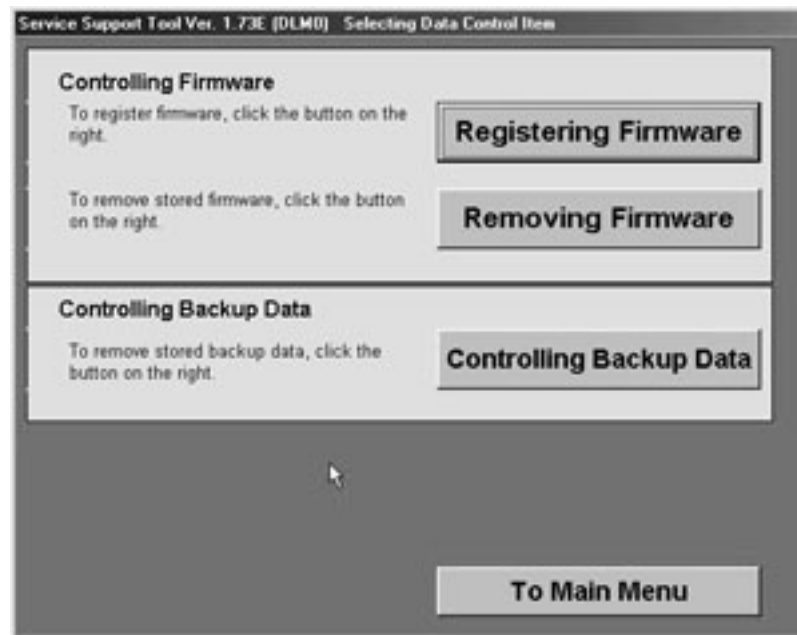 Service Support Tool Ver. 1.73E (DLM0) Selecting Data Control Item
Controlling Firmware
To register firmware, click the button on the
right.
Registering Firmware
To remove stored firmware, click the button
on the right.
Removing Firmware
Controlling Backup Data
To remove stored backup data, click the
button on the right.
Controlling Backup Data
To Main Menu